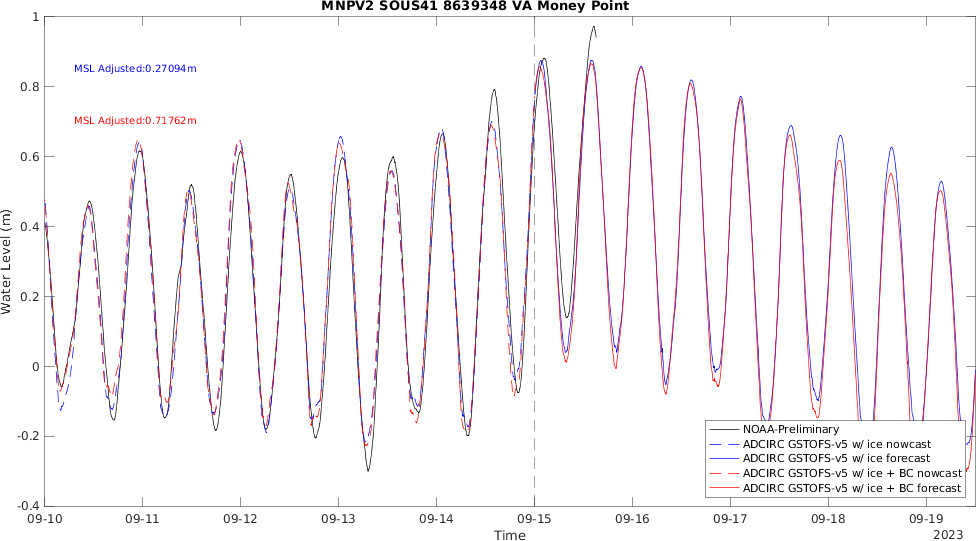 MNPV2 SOUS41 8639348 VA Money Point
1
0.8
0.6
0.4
0.2
0
-0.2
-0.4
Water Level (m)
MSL Adjusted:0.27094m
MSL Adjusted:0.71762m
NOAA-Preliminary
ADCIRC GSTOFS-v5 w/ ice nowcast
ADCIRC GSTOFS-v5 w/ ice forecast
ADCIRC GSTOFS-v5 w/ ice + BC nowcast
ADCIRC GSTOFS-v5 w/ ice + BC forecast
09-10 09-11 09-12 09-13 09-14 09-15 09-16 09-17 09-18 09-19
Time
2023